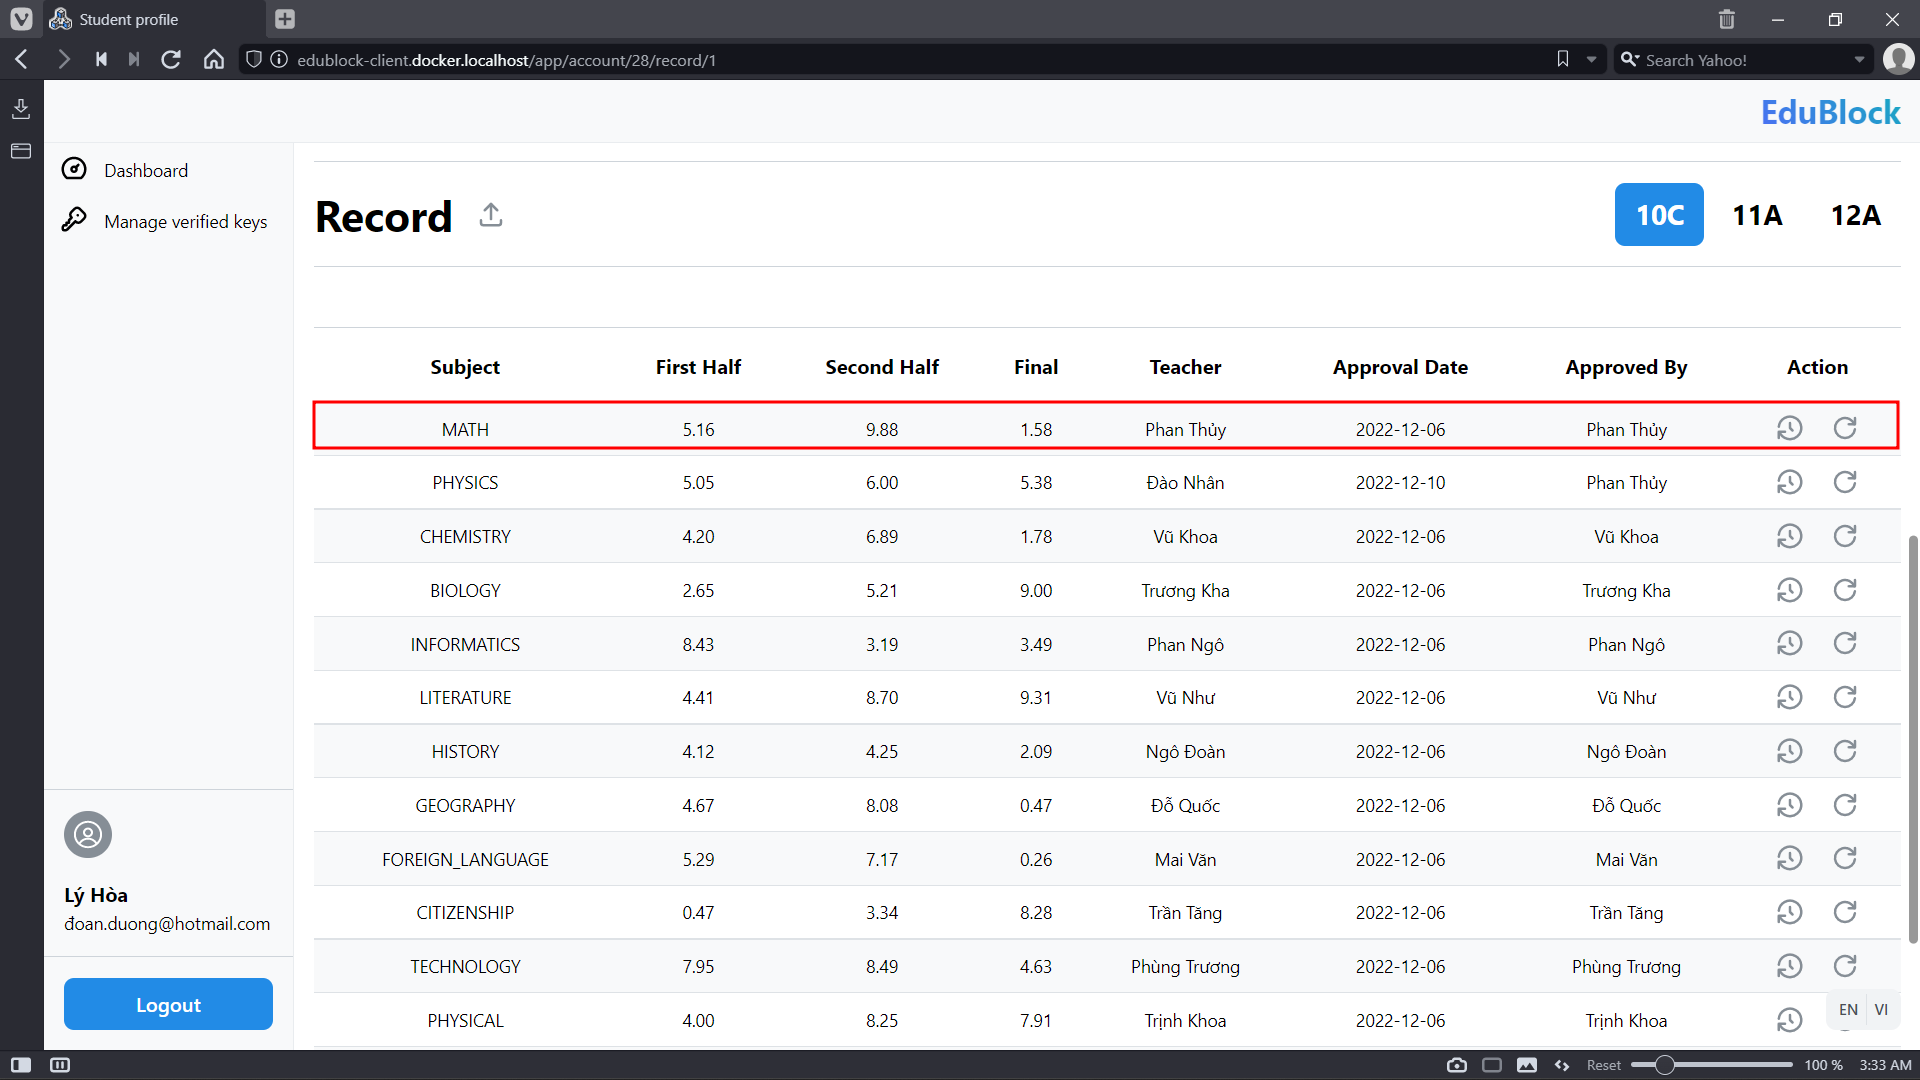 Student profile
edublock-client.docker.localhost/app/account/28/record/1
Search Yahoo!
EduBlock
Dashboard
Manage verified keys
Record
10C 11A 12A
Subject First Half Second Half Final Teacher Approval Date Approved By Action
MATH 5.16 9.88 1.58 Phan Thủy 2022-12-06 Phan Thủy
PHYSICS 5.05 6.00 5.38 Đào Nhân 2022-12-10 Phan Thủy
CHEMISTRY 4.20 6.89 1.78 Vũ Khoa 2022-12-06 Vũ Khoa
BIOLOGY 2.65 5.21 9.00 Trương Kha 2022-12-06 Trương Kha
INFORMATICS 8.43 3.19 3.49 Phan Ngô 2022-12-06 Phan Ngô
LITERATURE 4.41 8.70 9.31 Vũ Như 2022-12-06 Vũ Như
HISTORY 4.12 4.25 2.09 Ngô Đoàn 2022-12-06 Ngô Đoàn
GEOGRAPHY 4.67 8.08 0.47 Đỗ Quốc 2022-12-06 Đỗ Quốc
FOREIGN_LANGUAGE 5.29 7.17 0.26 Mai Văn 2022-12-06 Mai Văn
CITIZENSHIP 0.47 3.34 8.28 Trần Tăng 2022-12-06 Trần Tăng
TECHNOLOGY 7.95 8.49 4.63 Phùng Trương 2022-12-06 Phùng Trương
PHYSICAL 4.00 8.25 7.91 Trịnh Khoa 2022-12-06 Trịnh Khoa
Lý Hòa
đoan.duong@hotmail.com
Logout
EN VI
Reset 100 % 3:33 AM